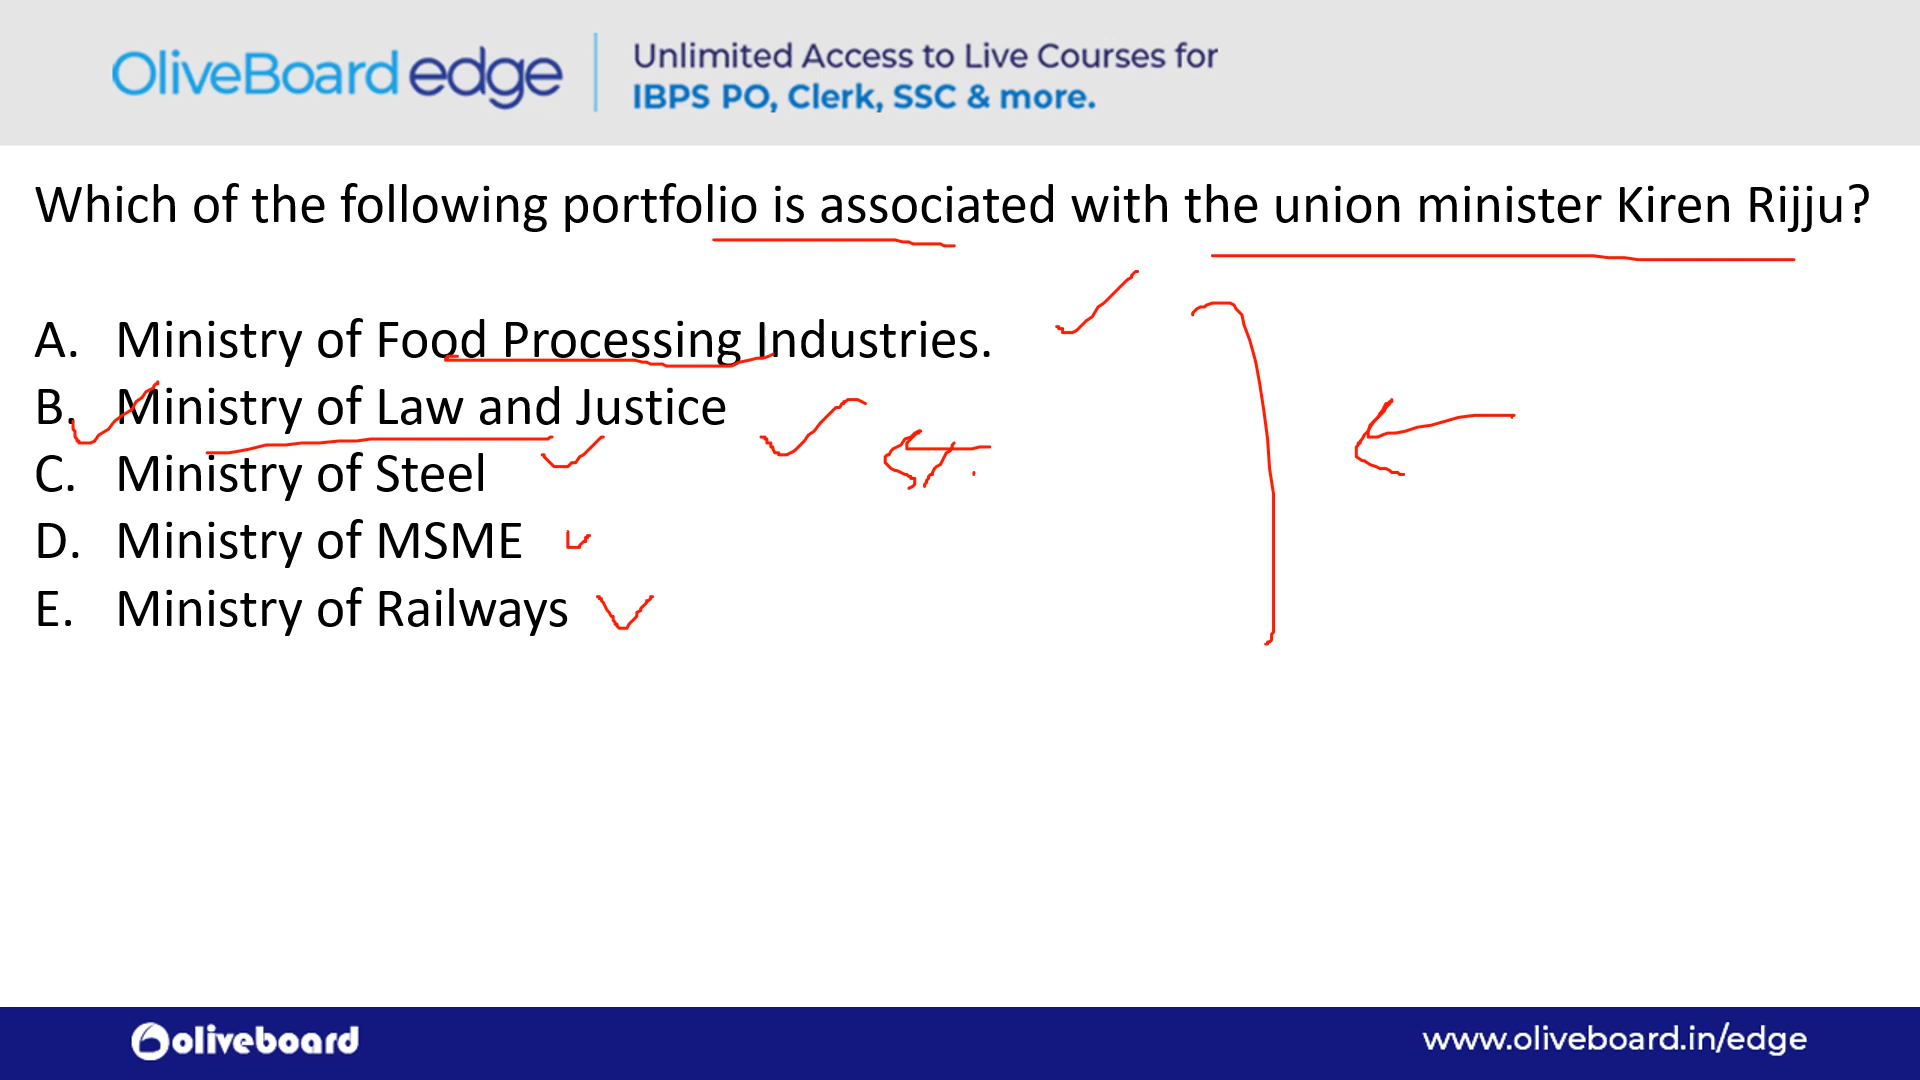 OliveBoard edge
Unlimited Access to Live Courses for
IBPS PO, Clerk, SSC & more.
Which of the following portfolio is associated with the union minister Kiren Rijju?
A. Ministry of Food Processing Industries.
B. Ministry of Law and Justice
C. Ministry of Steel
D. Ministry of MSME
E. Ministry of Railways
oliveboard
www.oliveboard.in/edge